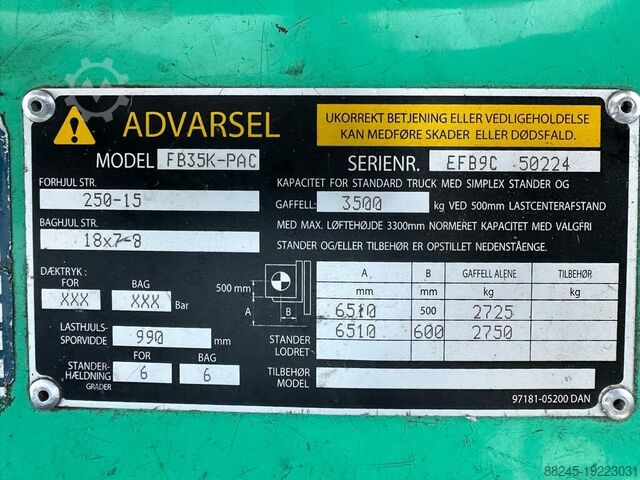 ADVARSEL
UKORREKT BETJENING ELLER VEDLIGEHOLDELSE
KAN MEDFØRE SKADER ELLER DØDSFALD.
MODEL FB35K-PAC
SERIENR. EFB9C 50224
FORHJUL STR.
250-15
BAGHJUL STR.
18x7-8
KAPACITET FOR STANDARD TRUCK MED SIMPLEX STANDER OG
GAFFELL: 3500 kg VED 500mm LASTCENTERAFSTAND
MED MAX. LØFTEHØJDE 3300mm NORMERET KAPACITET MED VALGFRI
STANDER OG/ELLER TILBEHØR ER OPSTILLET NEDENSTÅENDE.
DÆKTRYK :
FOR BAG
XXX XXX Bar
LASTHJULS-
SPORVIDDE 990 mm
FOR BAG
STANDER-
HÆLDNING
GRADER
6 6
500 mm
A
B
STANDER
LODRET
A B GAFFELL ALENE TILBEHØR
mm mm kg kg
6510 500 2725
6510 600 2750
TILBEHØR
MODEL
97181-05200 DAN
88245-19223031